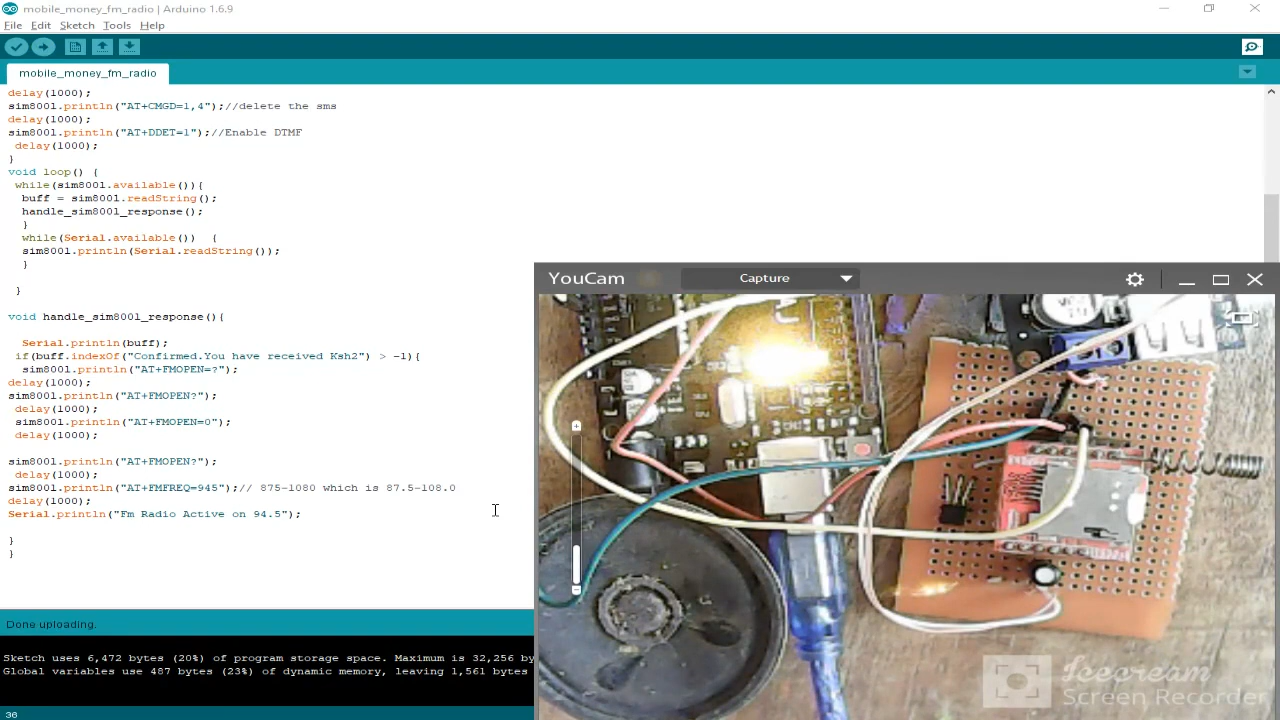 mobile_money_fm_radio | Arduino 1.6.9
File Edit Sketch Tools Help
mobile_money_fm_radio
delay(1000);
sim800l.println("AT+CMGD=1,4");//delete the sms
delay(1000);
sim800l.println("AT+DDET=1");//Enable DTMF
delay(1000);
}
void loop() {
while(sim800l.available()){
buff = sim800l.readString();
handle_sim800l_response();
}
while(Serial.available()) {
sim800l.println(Serial.readString());
}
}
void handle_sim800l_response(){
Serial.println(buff);
if(buff.indexOf("Confirmed.You have received Ksh2") > -1){
sim800l.println("AT+FMOPEN=?");
delay(1000);
sim800l.println("AT+FMOPEN?");
delay(1000);
sim800l.println("AT+FMOPEN=0");
delay(1000);
sim800l.println("AT+FMOPEN?");
delay(1000);
sim800l.println("AT+FMFREQ=945");// 875-1080 which is 87.5-108.0
delay(1000);
Serial.println("Fm Radio Active on 94.5");
}
}
YouCam
Capture
Done uploading.
Sketch uses 6,472 bytes (20%) of program storage space. Maximum is 32,256 by
Global variables use 487 bytes (23%) of dynamic memory, leaving 1,561 bytes
36
Icecream
Screen Recorder